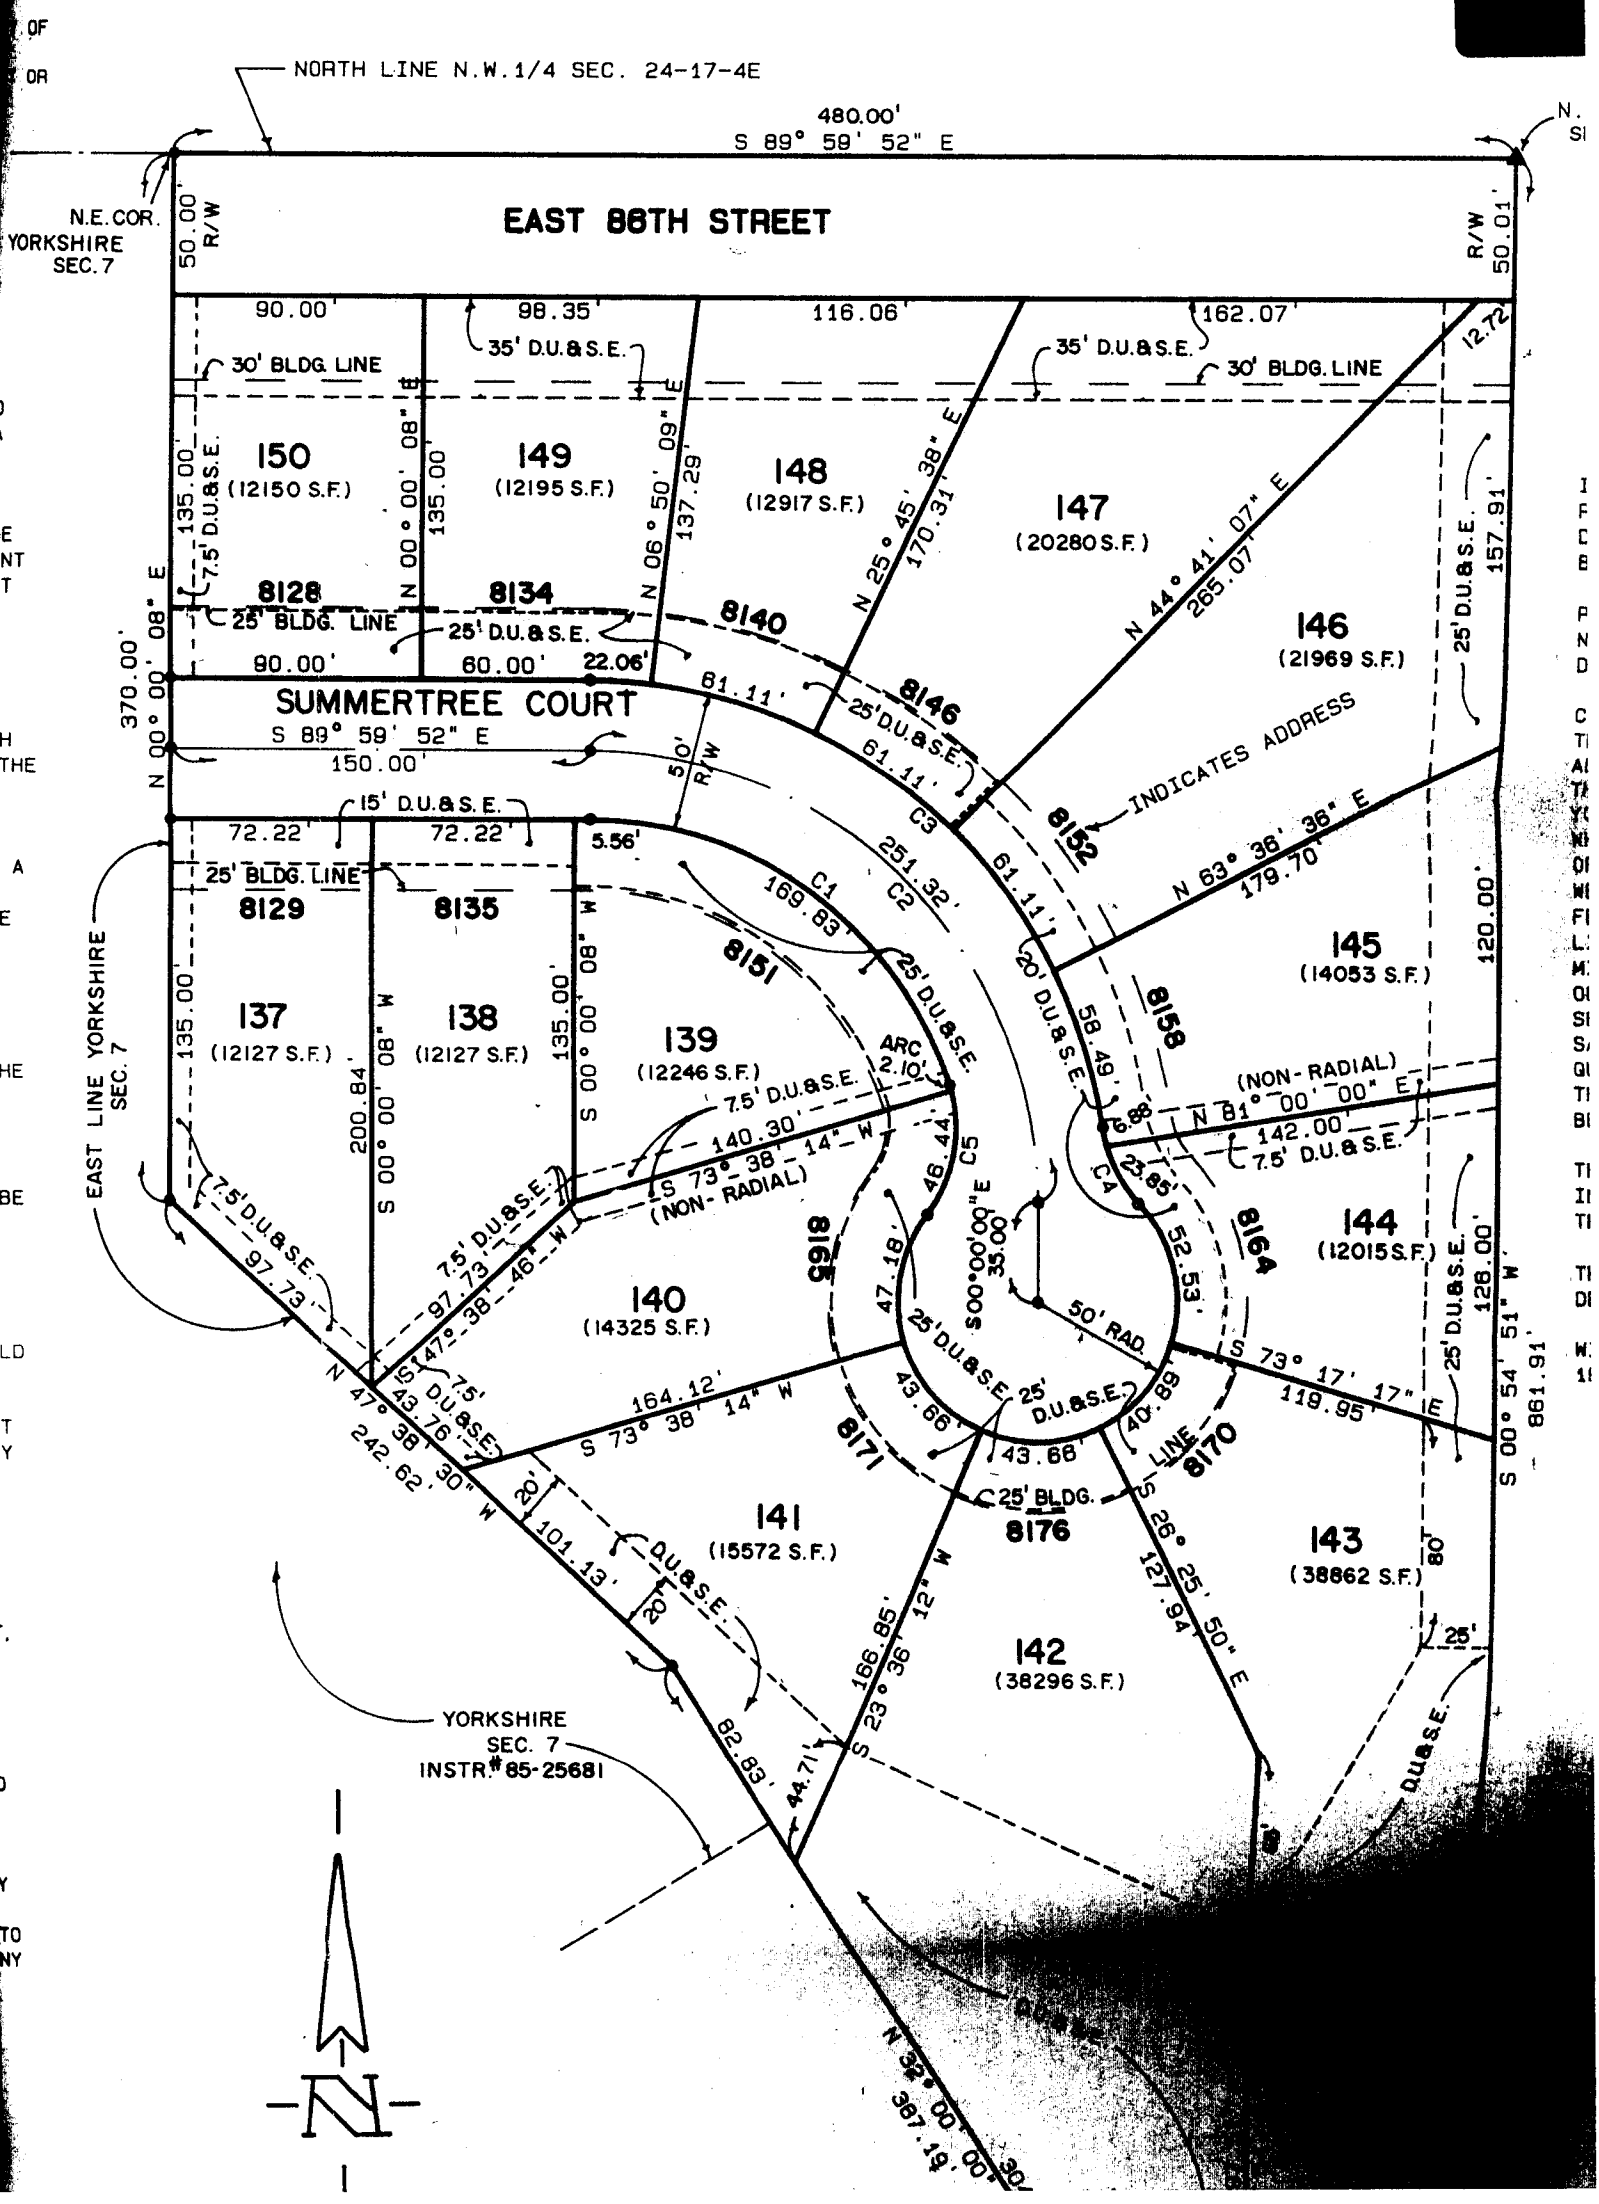 OF
OR
NORTH LINE N.W.1/4 SEC. 24-17-4E
480.00'
S 89° 59' 52" E
N.
N.E.COR.
YORKSHIRE
SEC.7
50.00'
R/W
EAST 86TH STREET
R/W
50.01'
90.00'
98.35'
116.06'
162.07'
12.72'
35' D.U.&S.E.
35' D.U.&S.E.
30' BLDG. LINE
30' BLDG. LINE
150
(12150 S.F.)
149
(12195 S.F.)
148
(12917 S.F.)
147
(20280 S.F.)
146
(21969 S.F.)
135.00'
7.5' D.U.&S.E.
N 00° 00' 08" E
135.00'
N 06° 50' 09" E
137.29'
N 25° 45' 38" E
170.31'
N 44° 41' 07" E
265.07'
25' D.U.&S.E.
157.91'
8128
8134
8140
8146
8152
25' BLDG. LINE
25' D.U.&S.E.
25' D.U.&S.E.
INDICATES ADDRESS
90.00'
60.00'
22.06'
61.11'
61.11'
C3
61.11'
SUMMERTREE COURT
S 89° 59' 52" E
150.00'
50'
R/W
N 00° 00' 08" E
370.00'
15' D.U.&S.E.
72.22'
72.22'
5.56'
C1
169.83'
251.32'
C2
N 63° 36' 36" E
179.70'
25' BLDG. LINE
8129
8135
8151
8158
145
(14053 S.F.)
120.00'
EAST LINE YORKSHIRE
SEC. 7
137
(12127 S.F.)
138
(12127 S.F.)
139
(12246 S.F.)
135.00'
200.84'
S 00° 00' 08" W
135.00'
S 00° 00' 08" W
25' D.U.&S.E.
20' D.U.&S.E.
58.49'
ARC
2.10'
7.5' D.U.&S.E.
140.30'
S 73° 38' 14" W
(NON-RADIAL)
46.44'
C5
6.88'
(NON-RADIAL)
N 81° 00' 00" E
142.00'
7.5' D.U.&S.E.
23.85'
C4
7.5' D.U.&S.E.
97.73'
7.5' D.U.&S.E.
97.73'
S 47° 38' 46" W
8165
47.18'
S00°00'00"E
35.00
50' RAD.
52.53'
8164
144
(12015 S.F.)
25' D.U.&S.E.
128.00'
S 00° 54' 51" W
861.91'
140
(14325 S.F.)
25' D.U.&S.E.
S 73° 17' 17" E
119.95'
N 47° 38' 30" W
242.62'
43.76'
7.5'
D.U.&S.E.
164.12'
S 73° 38' 14" W
43.66'
25'
D.U.&S.E.
40.89'
8171
43.66'
LINE
8170
25' BLDG.
8176
20'
101.13'
20'
D.U.&S.E.
141
(15572 S.F.)
166.85'
S 23° 36' 12" W
142
(38296 S.F.)
S 26° 25' 50" E
127.94'
143
(38862 S.F.)
80'
25'
D.U.&S.E.
YORKSHIRE
SEC. 7
INSTR.# 85-25681
82.83'
44.71'
N 32° 00' 00"
387.19'
N
A
E
NT
T
H
THE
A
E
HE
BE
LD
T
Y
Y
TO
NY